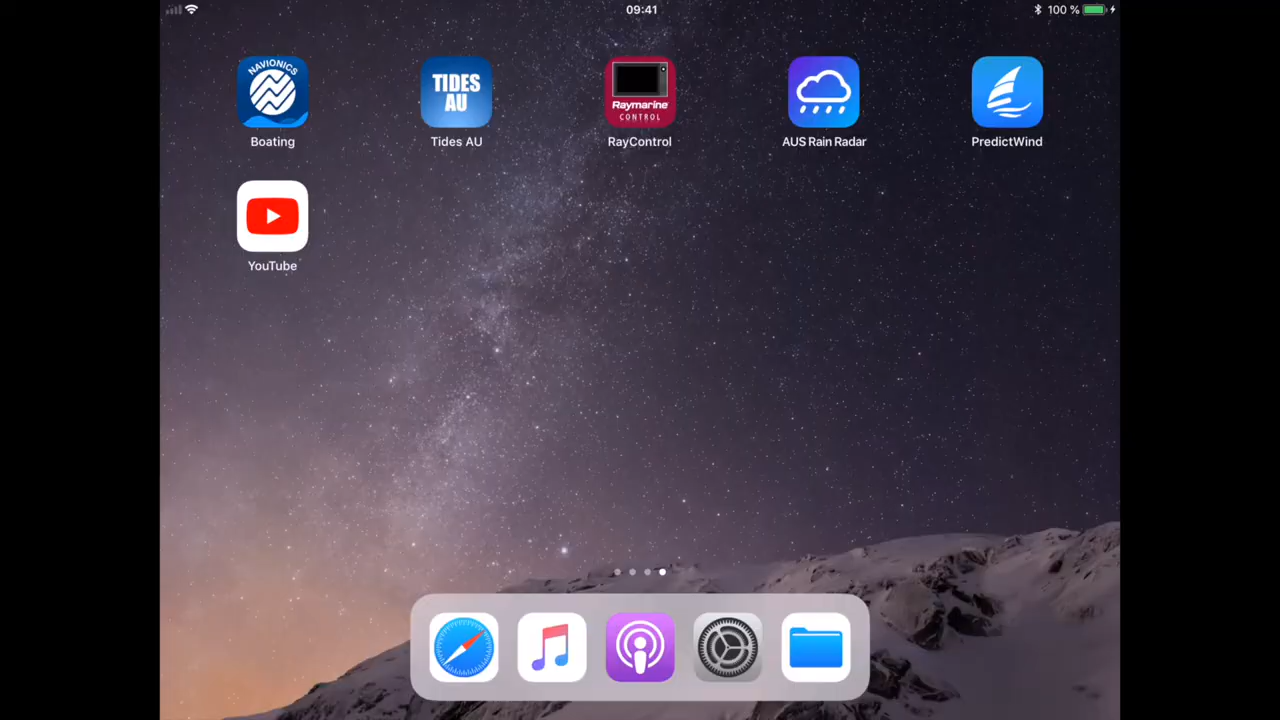 09:41
100 %
NAVIONICS
TIDES
AU
Raymarine
CONTROL
Boating
Tides AU
RayControl
AUS Rain Radar
PredictWind
YouTube